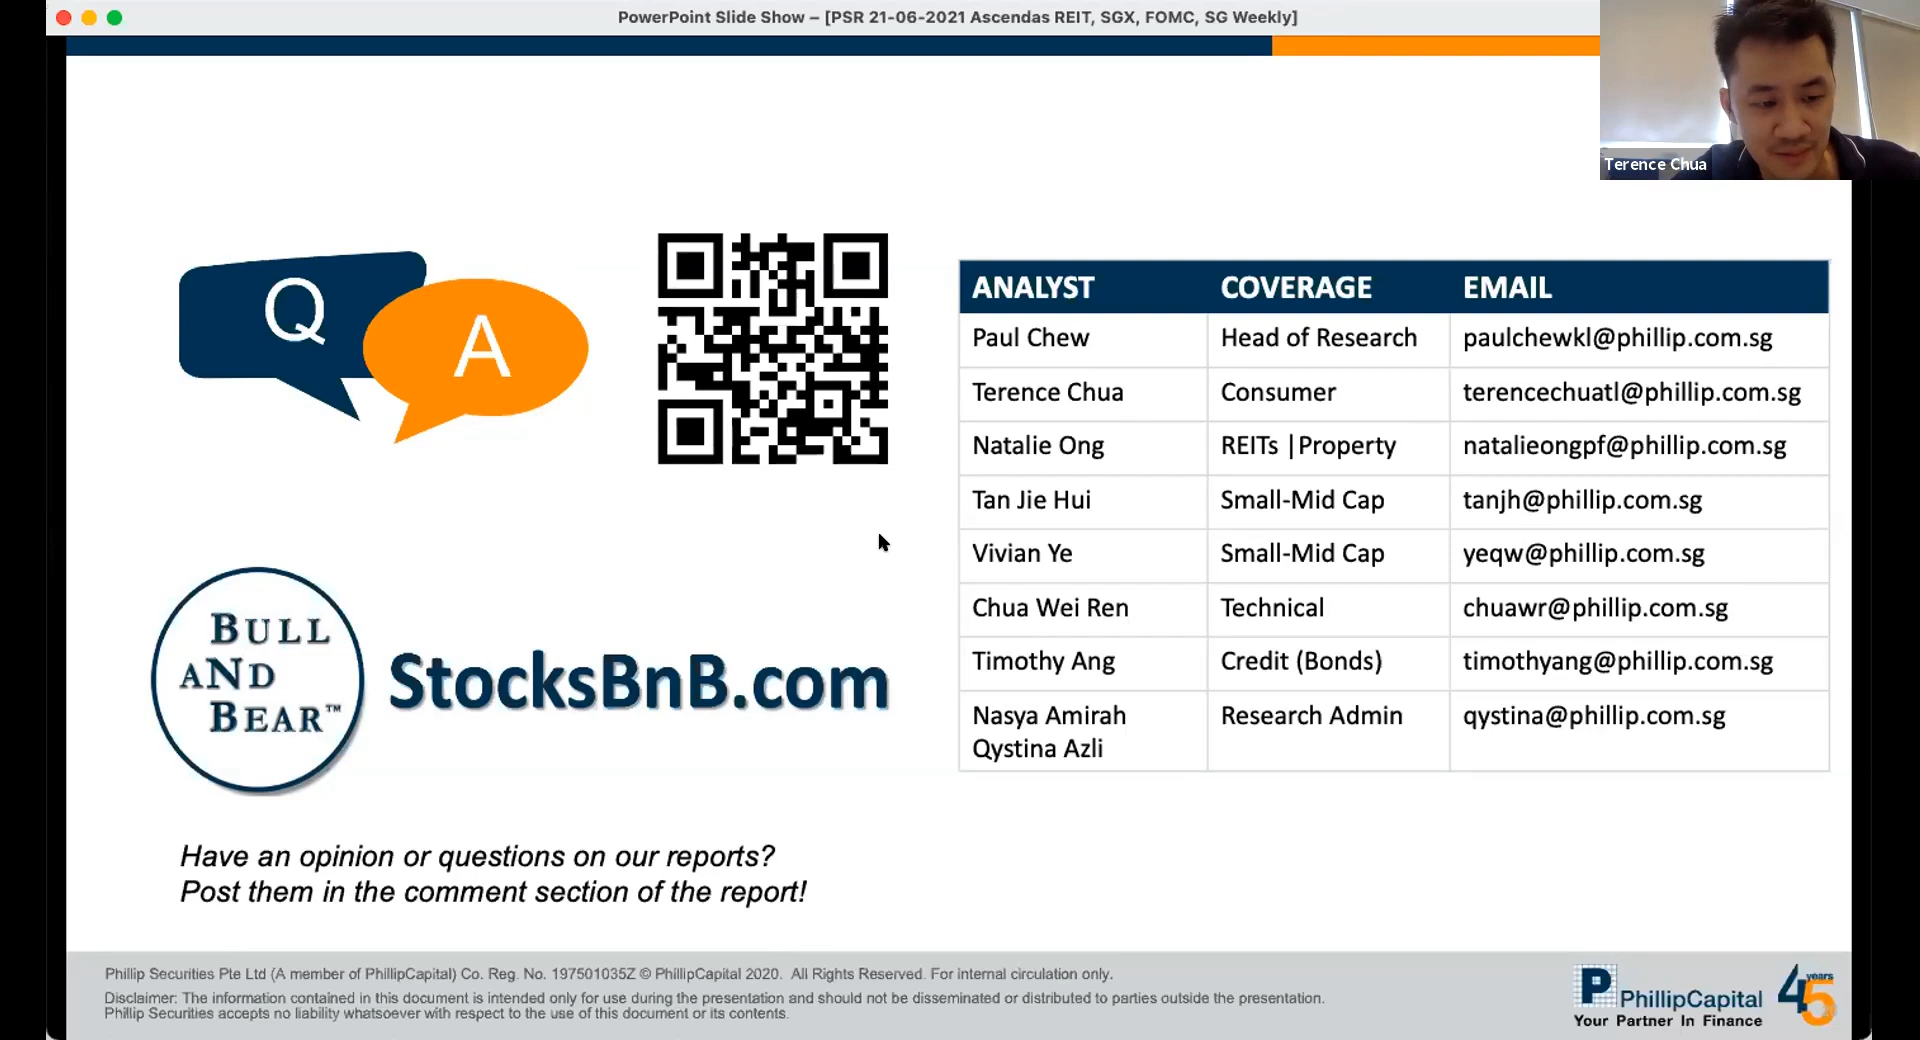 PowerPoint Slide Show – [PSR 21-06-2021 Ascendas REIT, SGX, FOMC, SG Weekly]
Terence Chua
Q
A
ANALYST COVERAGE EMAIL
Paul Chew Head of Research paulchewkl@phillip.com.sg
Terence Chua Consumer terencechuatl@phillip.com.sg
Natalie Ong REITs |Property natalieongpf@phillip.com.sg
Tan Jie Hui Small-Mid Cap tanjh@phillip.com.sg
Vivian Ye Small-Mid Cap yeqw@phillip.com.sg
Chua Wei Ren Technical chuawr@phillip.com.sg
Timothy Ang Credit (Bonds) timothyang@phillip.com.sg
Nasya Amirah Research Admin qystina@phillip.com.sg
Qystina Azli
BULL
AND
BEAR™
StocksBnB.com
Have an opinion or questions on our reports?
Post them in the comment section of the report!
Phillip Securities Pte Ltd (A member of PhillipCapital) Co. Reg. No. 197501035Z © PhillipCapital 2020. All Rights Reserved. For internal circulation only.
Disclaimer: The information contained in this document is intended only for use during the presentation and should not be disseminated or distributed to parties outside the presentation.
Phillip Securities accepts no liability whatsoever with respect to the use of this document or its contents.
P PhillipCapital
Your Partner In Finance
45 years